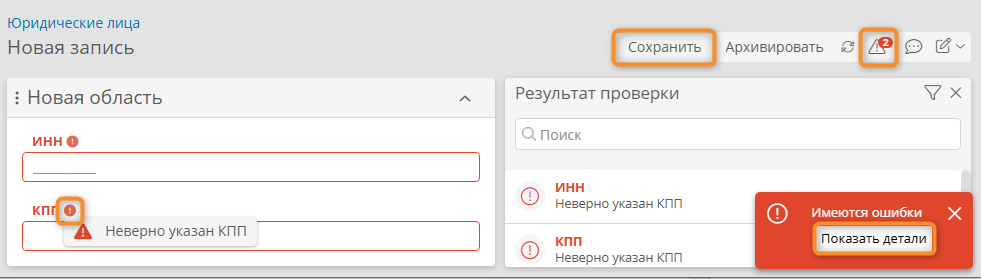 Юридические лица
Новая запись
Сохранить Архивировать 2
Новая область
ИНН
__________
КПП
Неверно указан КПП
Результат проверки
Поиск
ИНН
Неверно указан КПП
КПП
Неверно указан КПП
Имеются ошибки
Показать детали